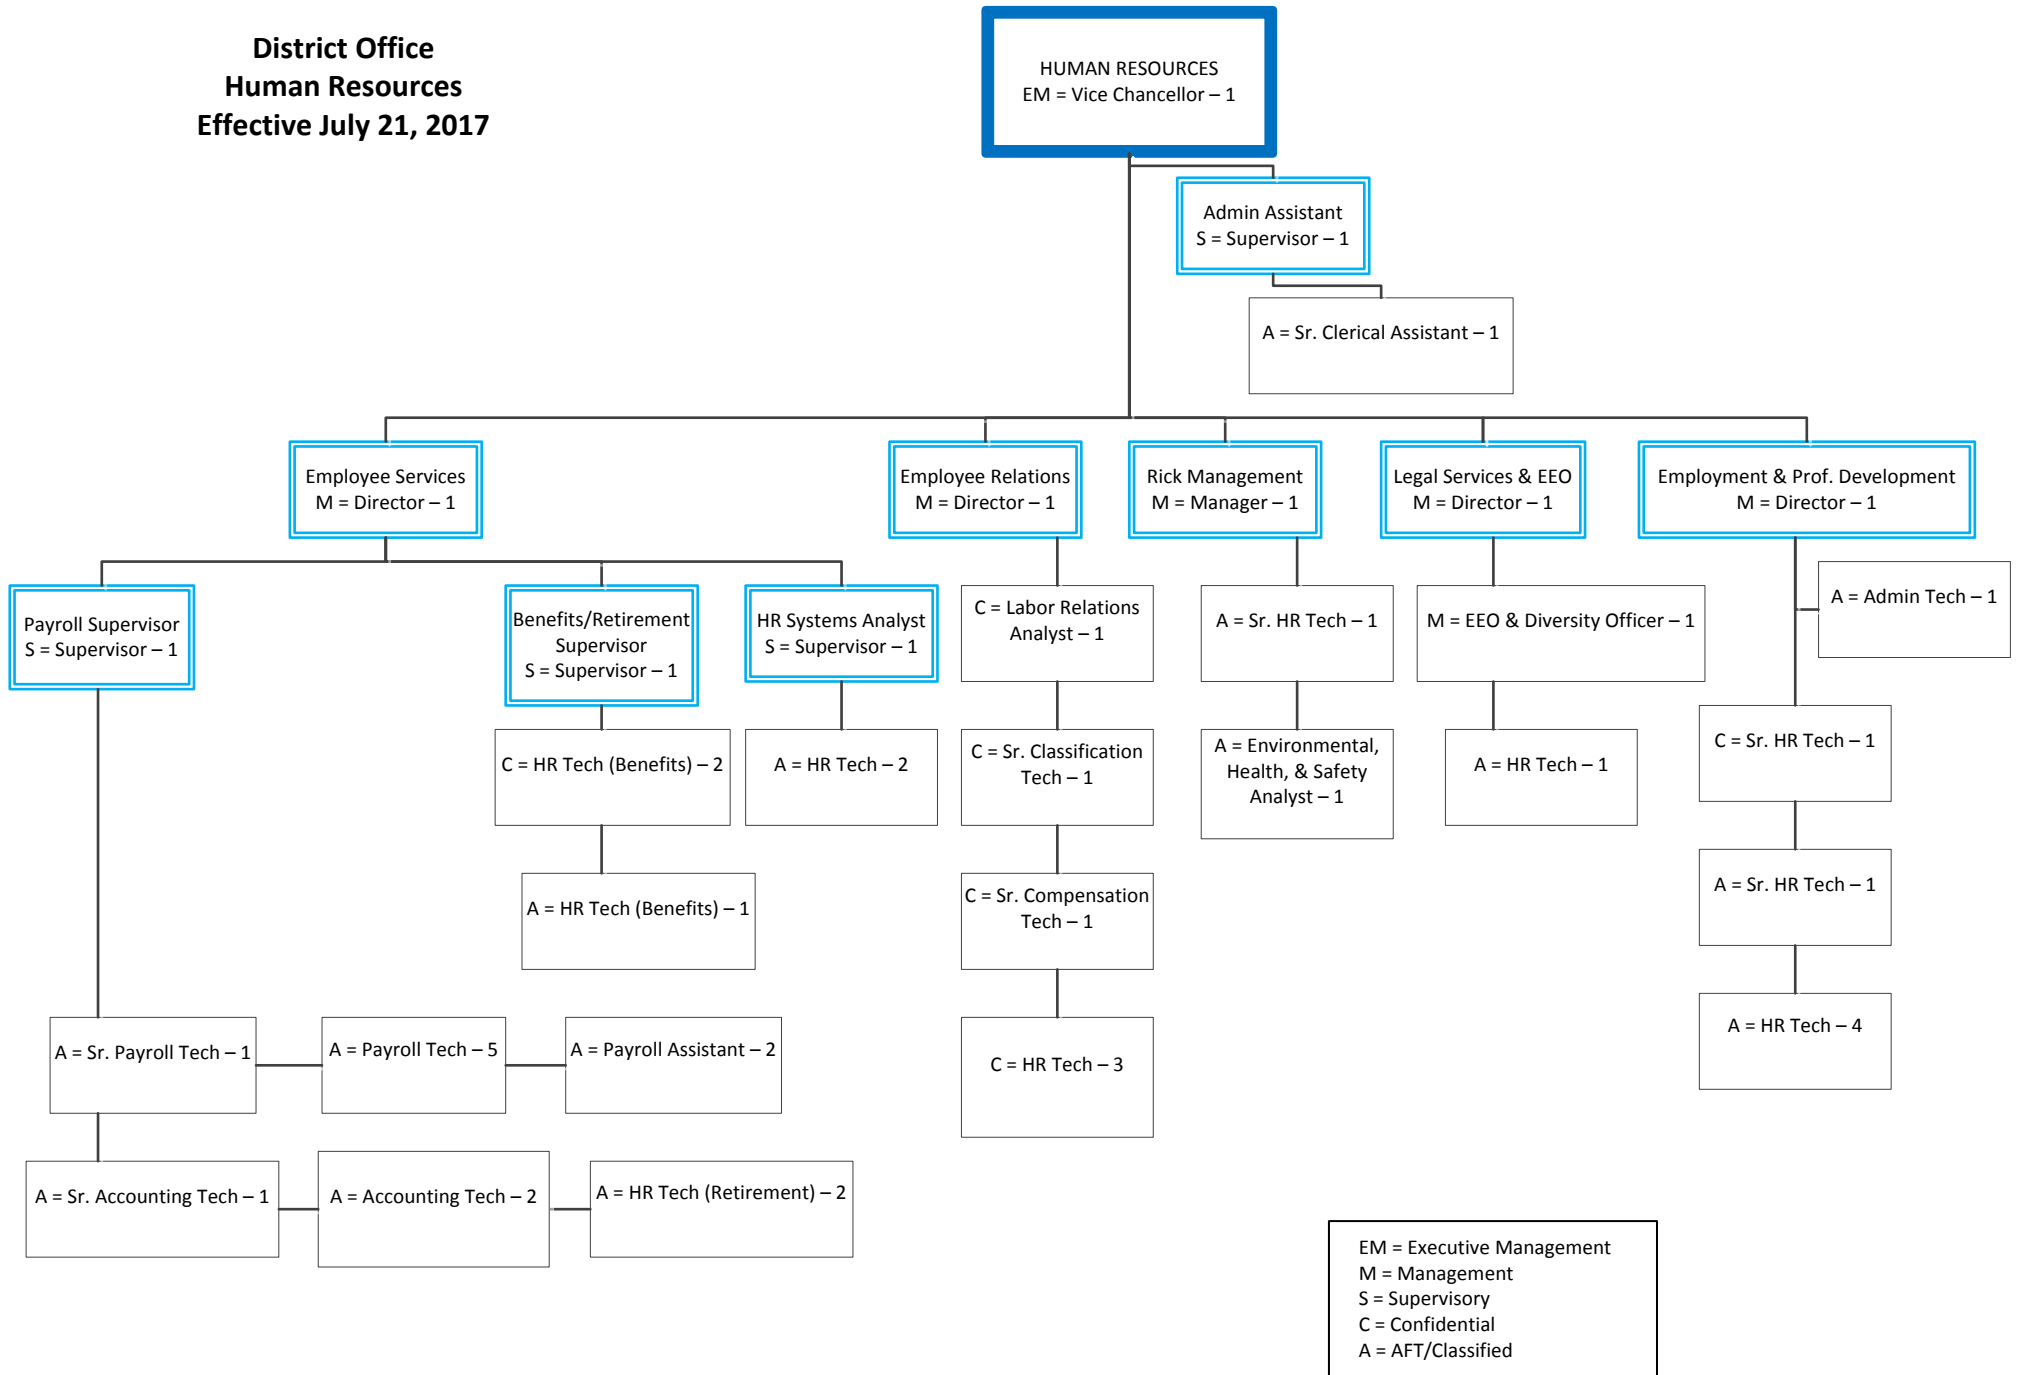 District Office
Human Resources
Effective July 21, 2017
HUMAN RESOURCES
EM = Vice Chancellor – 1
Admin Assistant
S = Supervisor – 1
A = Sr. Clerical Assistant – 1
Employee Services
M = Director – 1
Employee Relations
M = Director – 1
Rick Management
M = Manager – 1
Legal Services & EEO
M = Director – 1
Employment & Prof. Development
M = Director – 1
Payroll Supervisor
S = Supervisor – 1
Benefits/Retirement
Supervisor
S = Supervisor – 1
HR Systems Analyst
S = Supervisor – 1
C = Labor Relations
Analyst – 1
A = Sr. HR Tech – 1
M = EEO & Diversity Officer – 1
A = Admin Tech – 1
C = HR Tech (Benefits) – 2
A = HR Tech – 2
C = Sr. Classification
Tech – 1
A = Environmental,
Health, & Safety
Analyst – 1
A = HR Tech – 1
C = Sr. HR Tech – 1
A = HR Tech (Benefits) – 1
C = Sr. Compensation
Tech – 1
A = Sr. HR Tech – 1
A = Sr. Payroll Tech – 1
A = Payroll Tech – 5
A = Payroll Assistant – 2
C = HR Tech – 3
A = HR Tech – 4
A = Sr. Accounting Tech – 1
A = Accounting Tech – 2
A = HR Tech (Retirement) – 2
EM = Executive Management
M = Management
S = Supervisory
C = Confidential
A = AFT/Classified